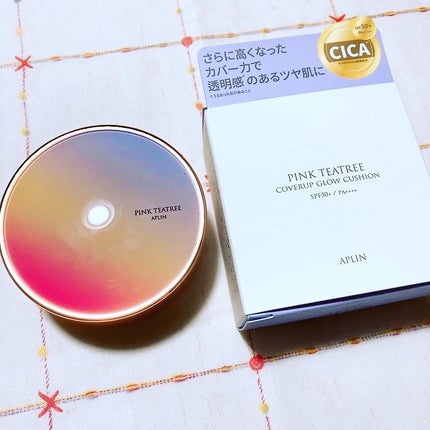 さらに高くなった
カバー力で
透明感 のあるツヤ肌に
SPF50+
CICA
PINK TEATREE
COVERUP GLOW CUSHION
SPF50+ / PA++++
APLIN
PINK TEATREE
APLIN